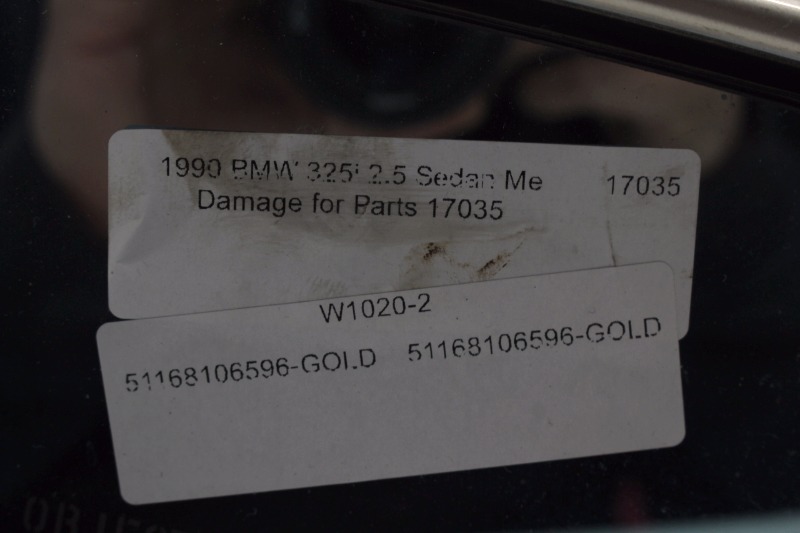 1990 BMW 325i 2.5 Sedan Me 17035
Damage for Parts 17035
W1020-2
51168106596-GOLD 51168106596-GOLD